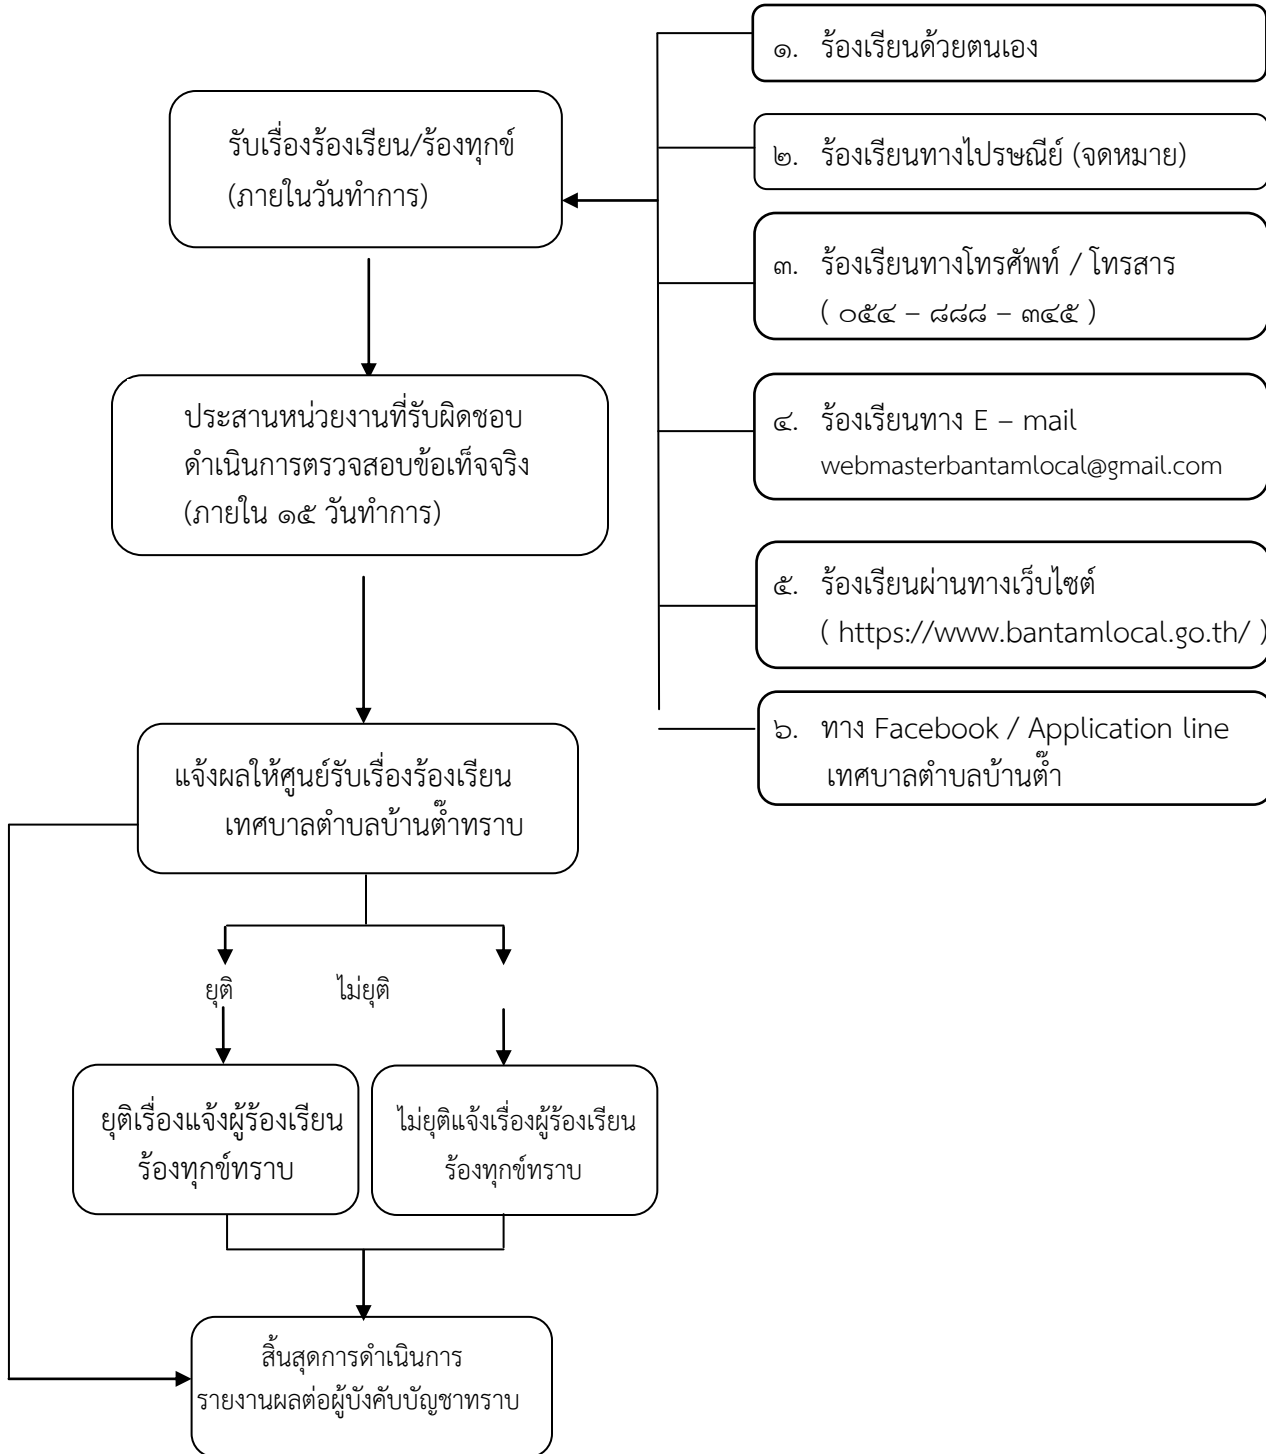 ๑. ร้องเรียนด้วยตนเอง
รับเรื่องร้องเรียน/ร้องทุกข์
(ภายในวันทำการ)
๒. ร้องเรียนทางไปรษณีย์ (จดหมาย)
๓. ร้องเรียนทางโทรศัพท์ / โทรสาร
( ๐๕๔ – ๘๘๘ – ๓๔๕ )
ประสานหน่วยงานที่รับผิดชอบ
ดำเนินการตรวจสอบข้อเท็จจริง
(ภายใน ๑๕ วันทำการ)
๔. ร้องเรียนทาง E – mail
webmasterbantamlocal@gmail.com
๕. ร้องเรียนผ่านทางเว็บไซต์
( https://www.bantamlocal.go.th/ )
๖. ทาง Facebook / Application line
เทศบาลตำบลบ้านต๊ำ
แจ้งผลให้ศูนย์รับเรื่องร้องเรียน
เทศบาลตำบลบ้านต๊ำทราบ
ยุติ ไม่ยุติ
ยุติเรื่องแจ้งผู้ร้องเรียน
ร้องทุกข์ทราบ
ไม่ยุติแจ้งเรื่องผู้ร้องเรียน
ร้องทุกข์ทราบ
สิ้นสุดการดำเนินการ
รายงานผลต่อผู้บังคับบัญชาทราบ